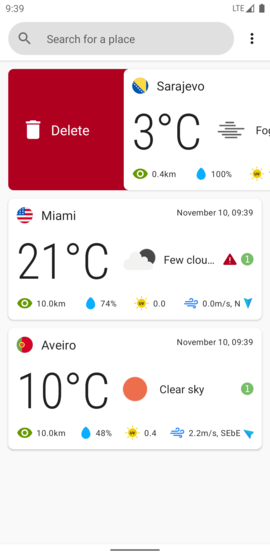 9:39
LTE
Search for a place
Delete
Sarajevo
3°C
0.4km 100%
Miami
November 10, 09:39
21°C
Few clou...
1
10.0km 74% 0.0 0.0m/s, N
Aveiro
November 10, 09:39
10°C
Clear sky
1
10.0km 48% 0.4 2.2m/s, SEbE